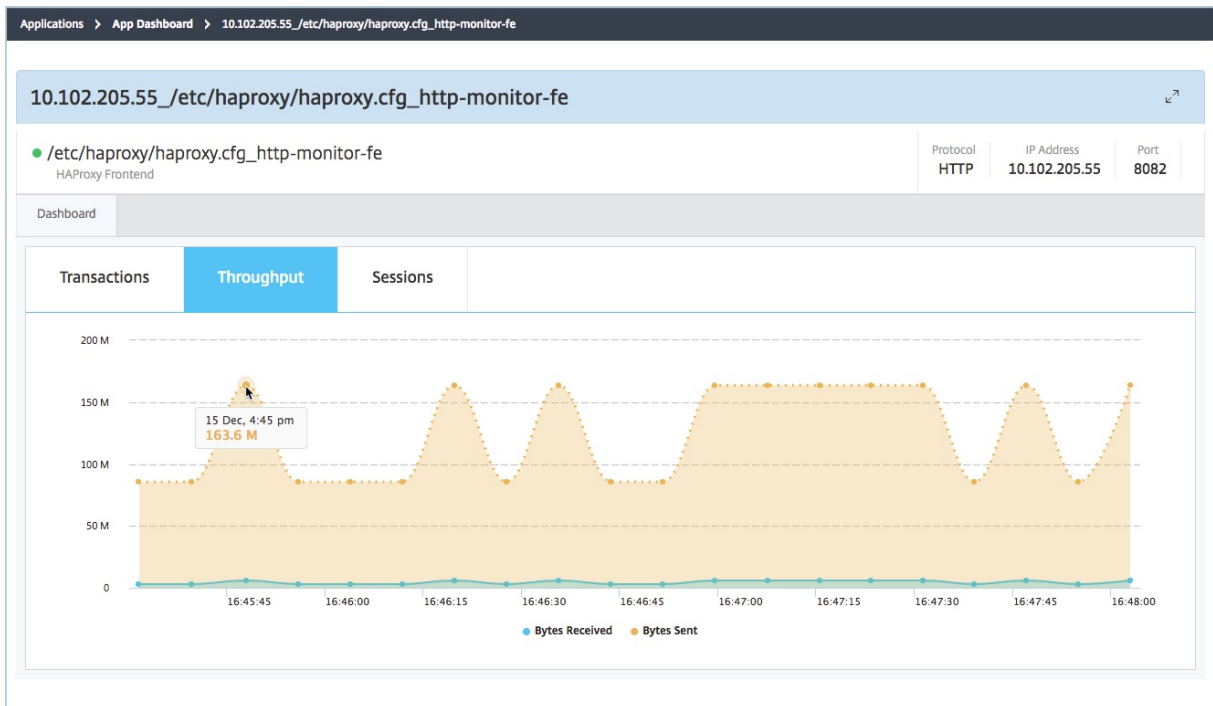 Applications > App Dashboard > 10.102.205.55_/etc/haproxy/haproxy.cfg_http-monitor-fe
10.102.205.55_/etc/haproxy/haproxy.cfg_http-monitor-fe
/etc/haproxy/haproxy.cfg_http-monitor-fe
HAProxy Frontend
Protocol IP Address Port
HTTP 10.102.205.55 8082
Dashboard
Transactions Throughput Sessions
200 M
150 M
15 Dec, 4:45 pm
163.6 M
100 M
50 M
0
16:45:45 16:46:00 16:46:15 16:46:30 16:46:45 16:47:00 16:47:15 16:47:30 16:47:45 16:48:00
Bytes Received Bytes Sent